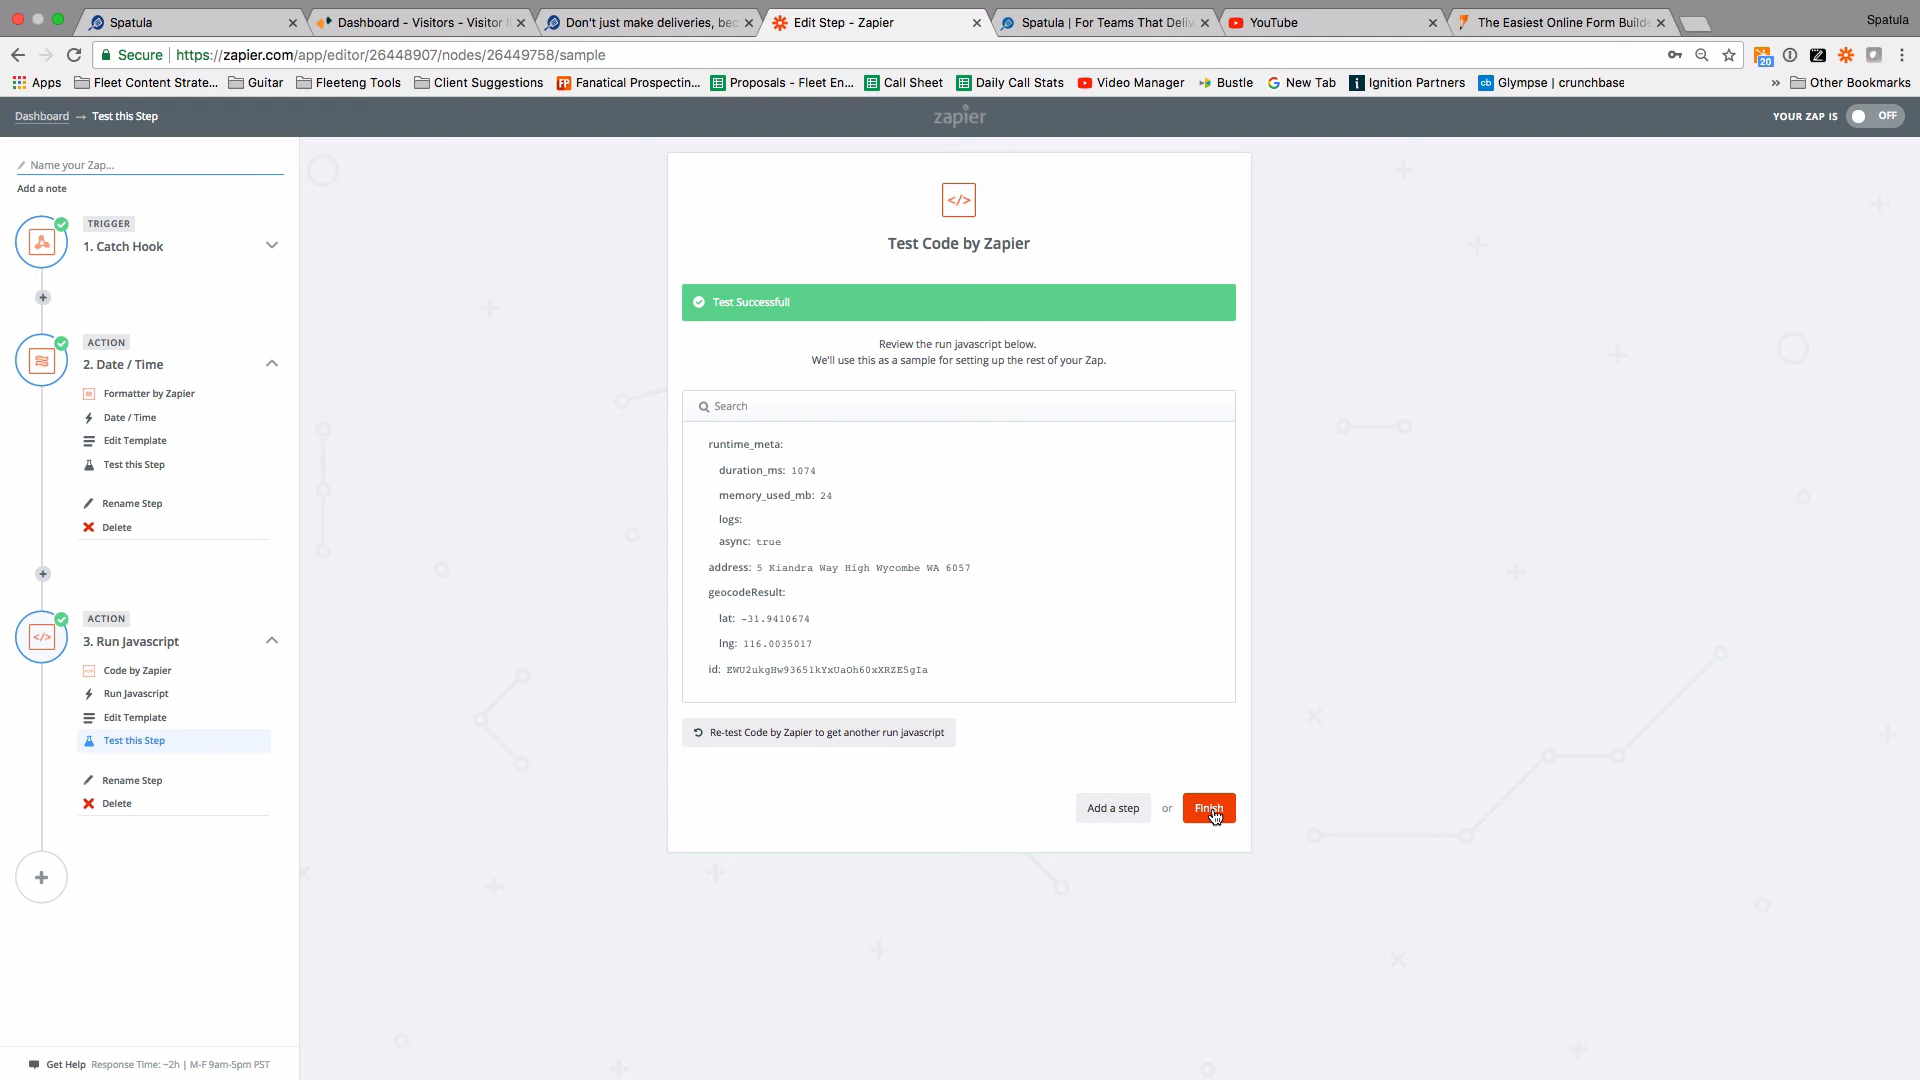 Spatula
Dashboard - Visitors - Visitor I
Don't just make deliveries, bec
Edit Step - Zapier
Spatula | For Teams That Deliv
YouTube
The Easiest Online Form Builde
Spatula
Secure
https://zapier.com/app/editor/26448907/nodes/26449758/sample
20
Apps
Fleet Content Strate...
Guitar
Fleeteng Tools
Client Suggestions
FP Fanatical Prospectin...
Proposals - Fleet En...
Call Sheet
Daily Call Stats
Video Manager
Bustle
New Tab
Ignition Partners
cb Glympse | crunchbase
» Other Bookmarks
Dashboard → Test this Step
zapier
YOUR ZAP IS OFF
Name your Zap...
Add a note
TRIGGER
1. Catch Hook
ACTION
2. Date / Time
Formatter by Zapier
Date / Time
Edit Template
Test this Step
Rename Step
Delete
ACTION
3. Run Javascript
Code by Zapier
Run Javascript
Edit Template
Test this Step
Rename Step
Delete
Get Help Response Time: ~2h | M-F 9am-5pm PST
</>
Test Code by Zapier
Test Successful!
Review the run javascript below.
We'll use this as a sample for setting up the rest of your Zap.
Search
runtime_meta:
duration_ms: 1074
memory_used_mb: 24
logs:
async: true
address: 5 Kiandra Way High Wycombe WA 6057
geocodeResult:
lat: -31.9410674
lng: 116.0035017
id: EWU2ukgHw93651kYxUaOh60xXRZE5gIa
Re-test Code by Zapier to get another run javascript
Add a step or Finish